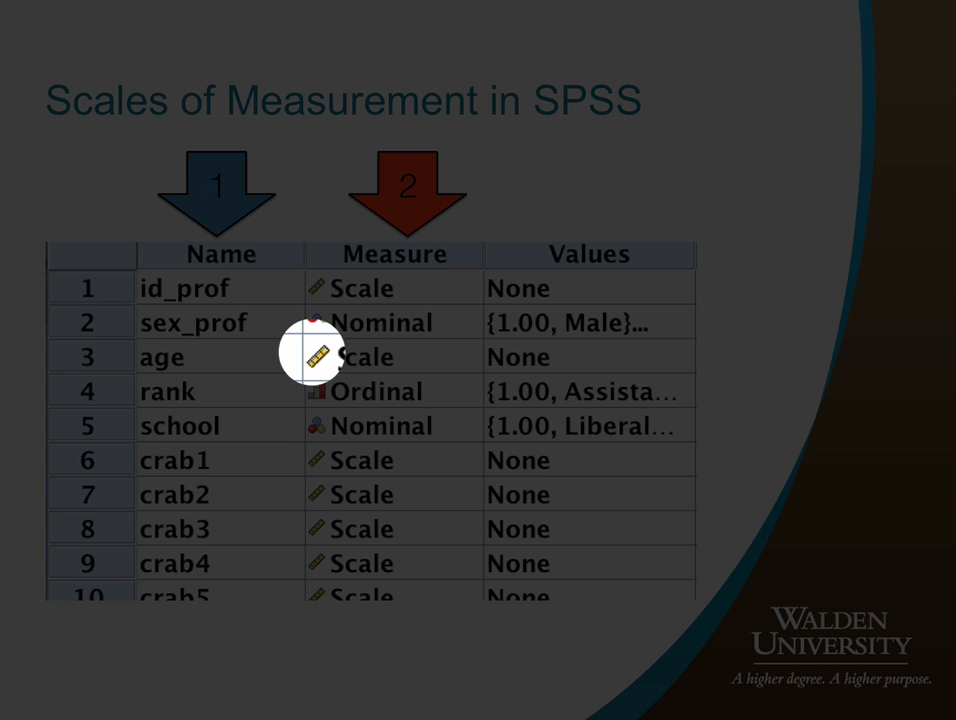 Scales of Measurement in SPSS
1 2
Name Measure Values
1 id_prof Scale None
2 sex_prof Nominal {1.00, Male}...
3 age Scale None
4 rank Ordinal {1.00, Assista...
5 school Nominal {1.00, Liberal...
6 crab1 Scale None
7 crab2 Scale None
8 crab3 Scale None
9 crab4 Scale None
10 crab5 Scale None
WALDEN
UNIVERSITY
A higher degree. A higher purpose.